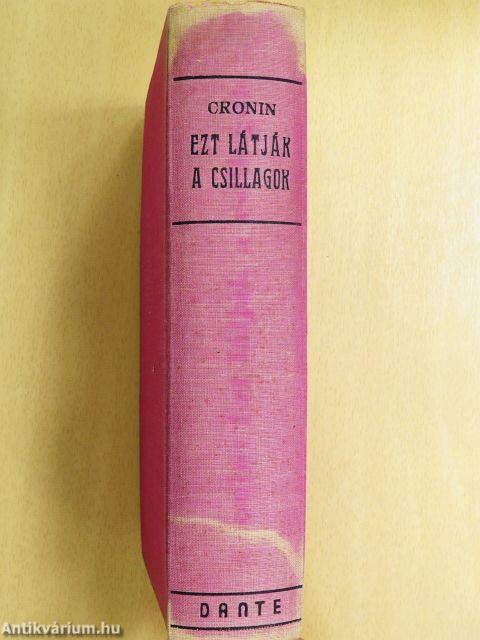 CRONIN
EZT LÁTJÁK
A CSILLAGOK
DANTE
Antikvárium.hu